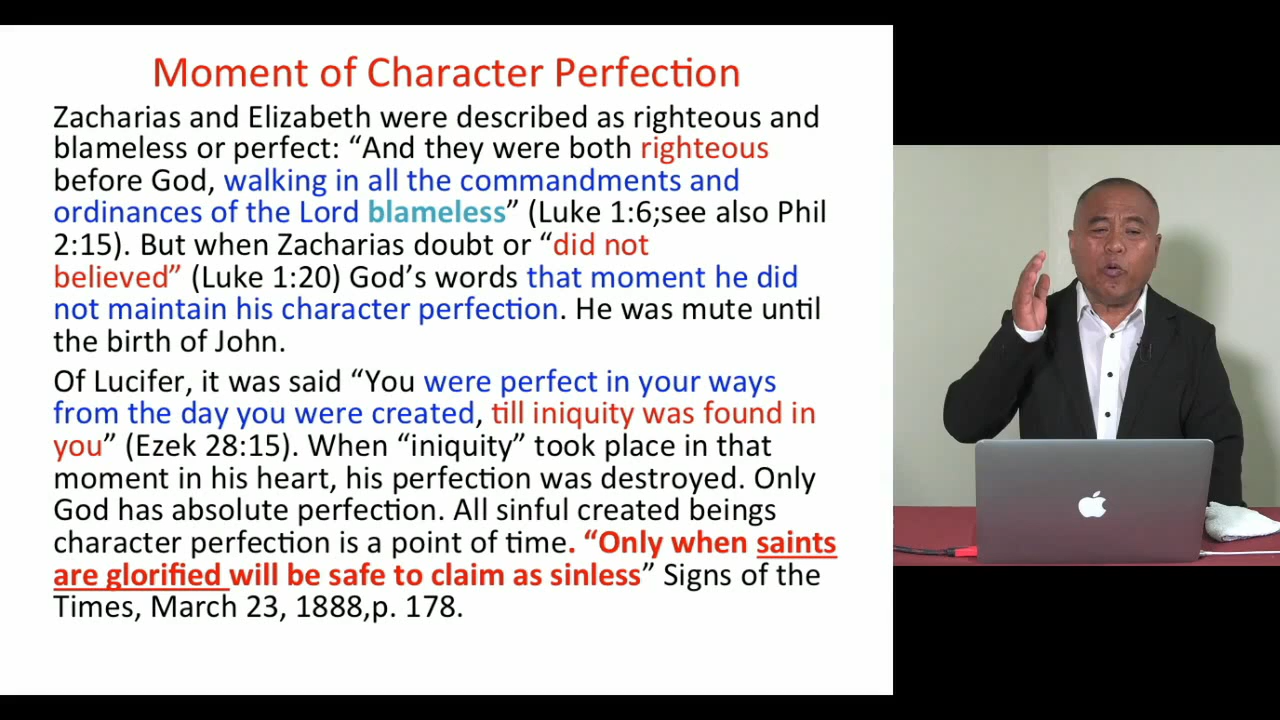 Moment of Character Perfection
Zacharias and Elizabeth were described as righteous and
blameless or perfect: “And they were both righteous
before God, walking in all the commandments and
ordinances of the Lord blameless” (Luke 1:6;see also Phil
2:15). But when Zacharias doubt or “did not
believed” (Luke 1:20) God’s words that moment he did
not maintain his character perfection. He was mute until
the birth of John.
Of Lucifer, it was said “You were perfect in your ways
from the day you were created, till iniquity was found in
you” (Ezek 28:15). When “iniquity” took place in that
moment in his heart, his perfection was destroyed. Only
God has absolute perfection. All sinful created beings
character perfection is a point of time. “Only when saints
are glorified will be safe to claim as sinless” Signs of the
Times, March 23, 1888,p. 178.